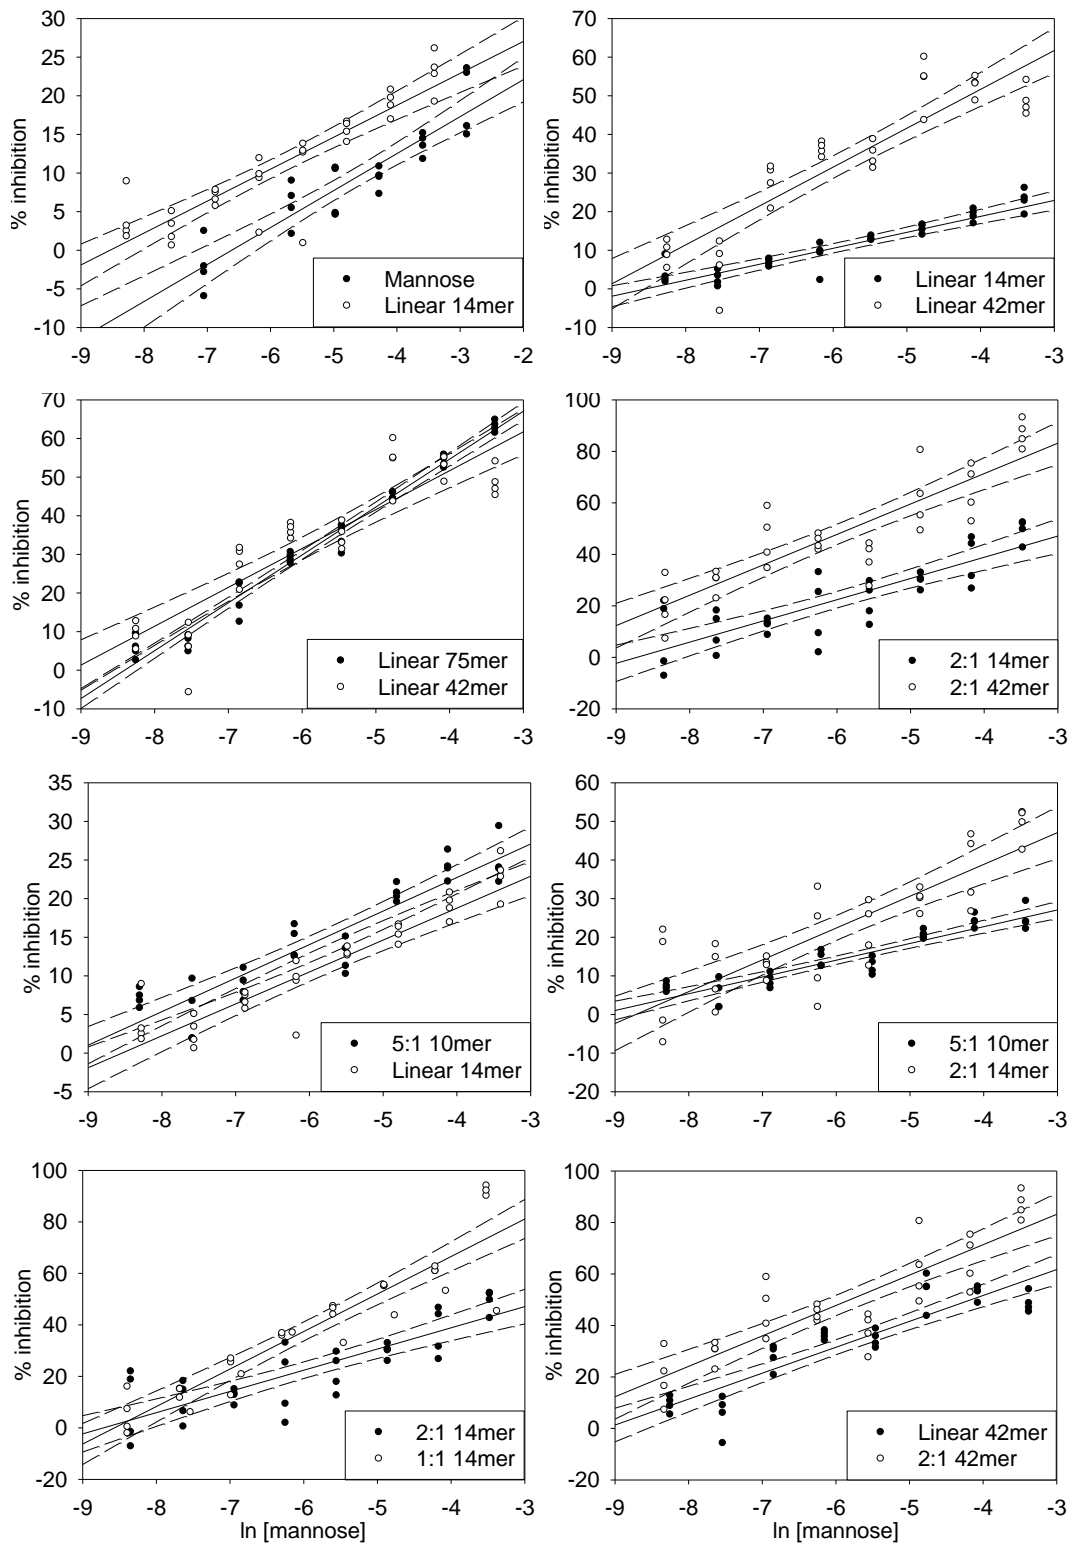 30
25
20
15
10
5
0
-5
-10
% inhibition
-9 -8 -7 -6 -5 -4 -3 -2
Mannose
Linear 14mer
70
60
50
40
30
20
10
0
-10
% inhibition
-9 -8 -7 -6 -5 -4 -3
Linear 14mer
Linear 42mer
70
60
50
40
30
20
10
0
-10
% inhibition
-9 -8 -7 -6 -5 -4 -3
Linear 75mer
Linear 42mer
100
80
60
40
20
0
-20
% inhibition
-9 -8 -7 -6 -5 -4 -3
2:1 14mer
2:1 42mer
35
30
25
20
15
10
5
0
-5
% inhibition
-9 -8 -7 -6 -5 -4 -3
5:1 10mer
Linear 14mer
60
50
40
30
20
10
0
-10
20
% inhibition
-9 -8 -7 -6 -5 -4 -3
5:1 10mer
2:1 14mer
100
80
60
40
20
0
-20
% inhibition
-9 -8 -7 -6 -5 -4 -3
ln [mannose]
2:1 14mer
1:1 14mer
100
80
60
40
20
0
-20
% inhibition
-9 -8 -7 -6 -5 -4 -3
ln [mannose]
Linear 42mer
2:1 42mer